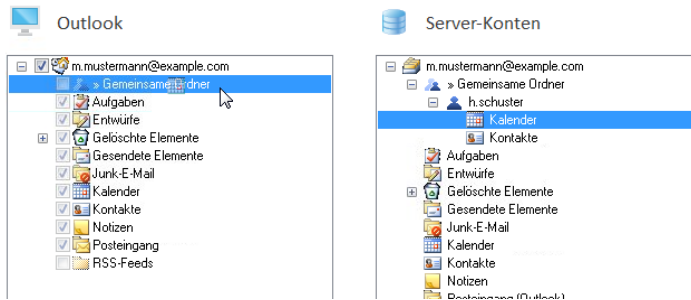 Outlook
m.mustermann@example.com
» Gemeinsame Ordner
Aufgaben
Entwürfe
Gelöschte Elemente
Gesendete Elemente
Junk-E-Mail
Kalender
Kontakte
Notizen
Posteingang
RSS-Feeds
Server-Konten
m.mustermann@example.com
» Gemeinsame Ordner
h.schuster
Kalender
Kontakte
Aufgaben
Entwürfe
Gelöschte Elemente
Gesendete Elemente
Junk-E-Mail
Kalender
Kontakte
Notizen
Posteingang (Outlook)